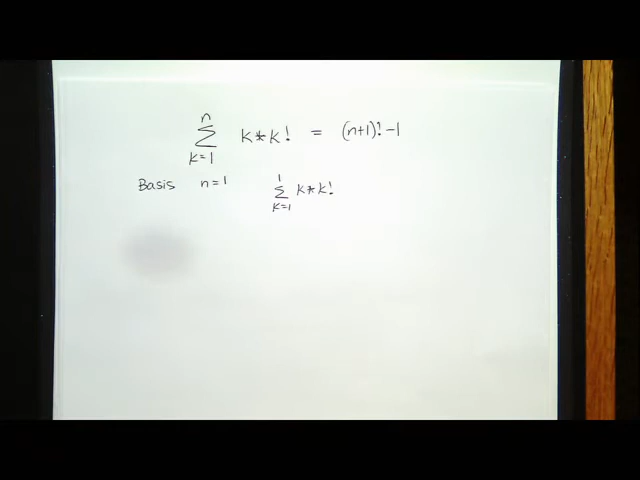 n
∑ k*k! = (n+1)!-1
k=1
Basis n=1 1
∑ k*k!
k=1